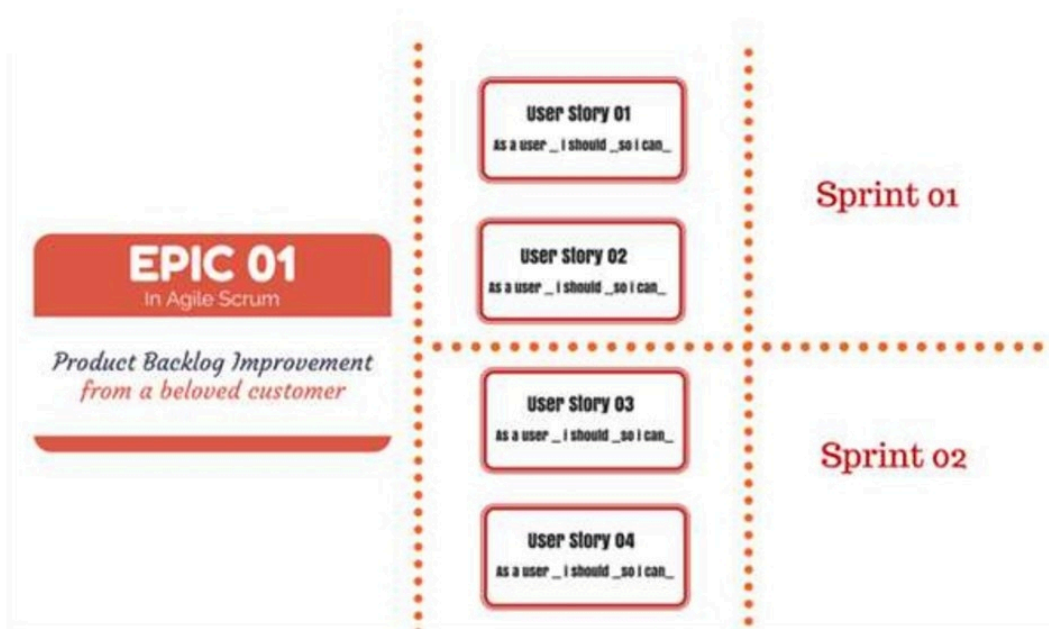 EPIC 01
In Agile Scrum
Product Backlog Improvement
from a beloved customer
User Story 01
As a user _ i should _so i can_
User Story 02
As a user _ i should _so i can_
User Story 03
As a user _ i should _so i can_
User Story 04
As a user _ i should _so i can_
Sprint 01
Sprint 02